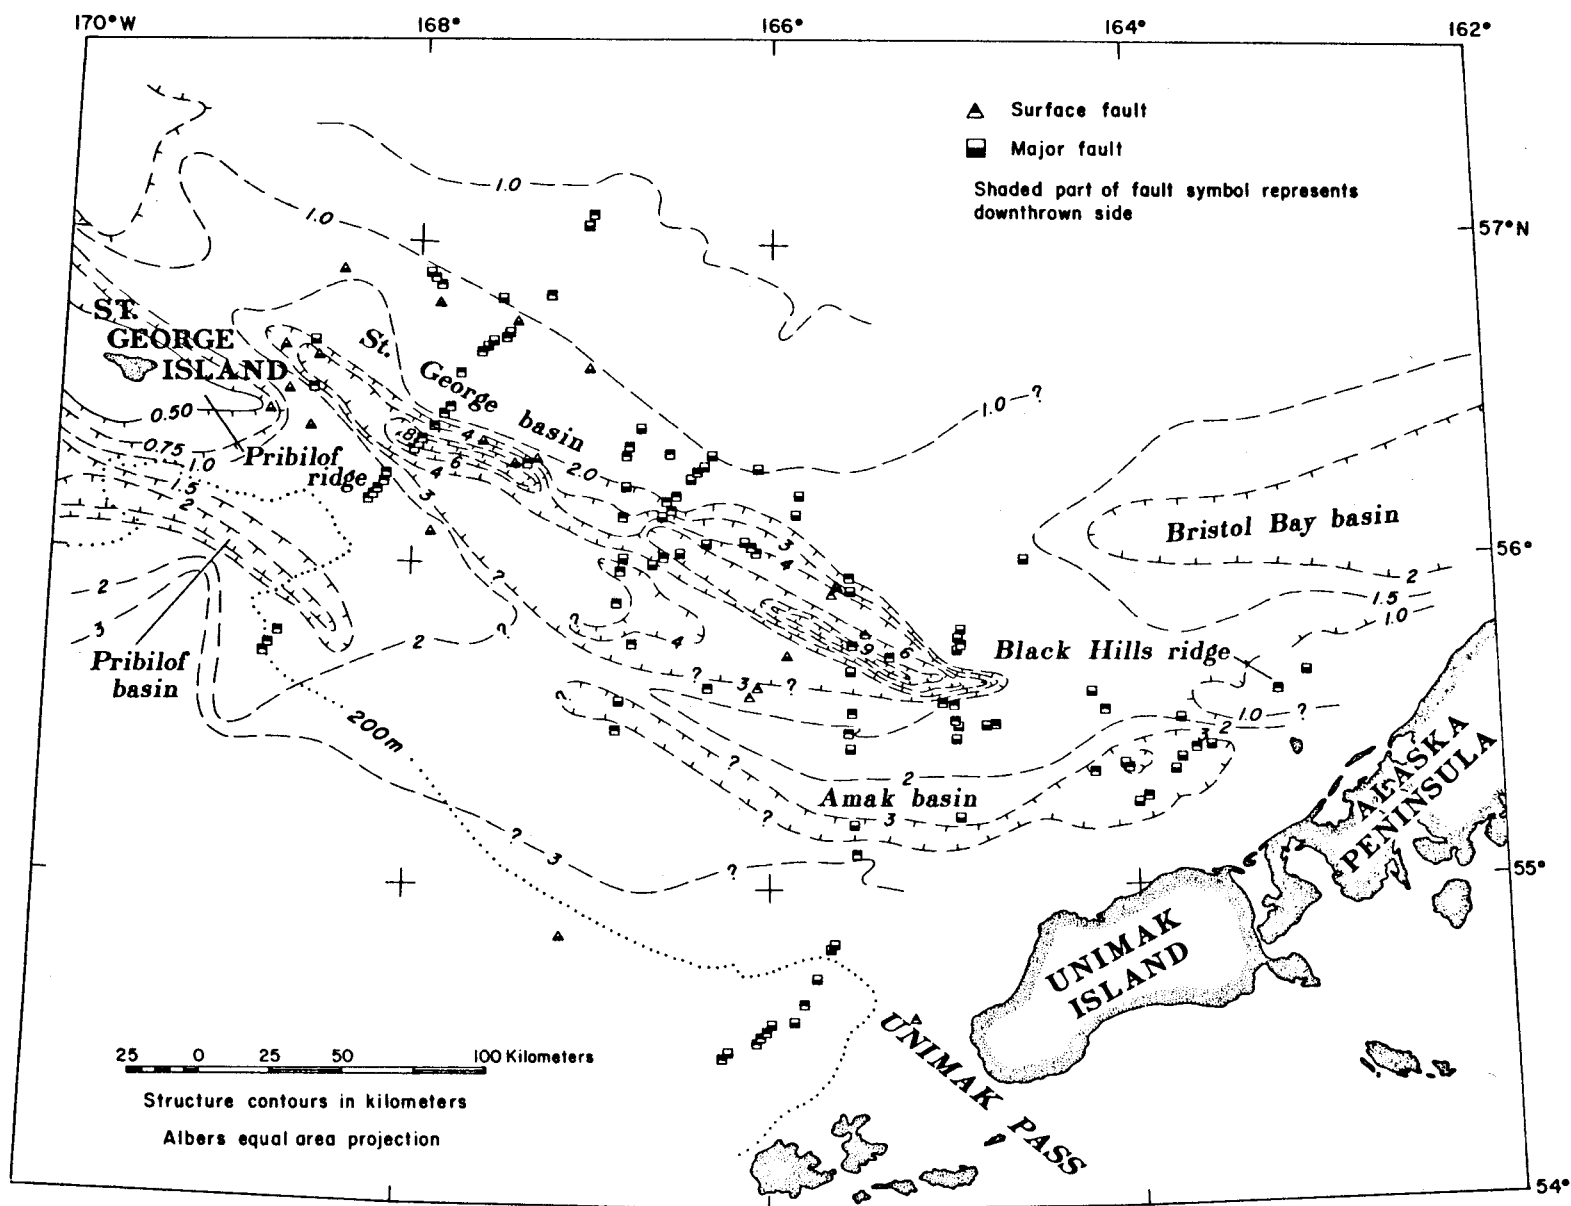 170°W 168° 166° 164° 162°
Surface fault
Major fault
Shaded part of fault symbol represents
downthrown side
1.0
1.0
57°N
ST.
GEORGE
ISLAND
St.
George
basin
1.0 ?
0.50
0.75
1.0
1.5
2
Pribilof
ridge
8
4
6
4
3
2.0
Bristol Bay basin
3
4
56°
2
1.5
1.0
2
3
?
?
2
?
4
9
6
Black Hills ridge
Pribilof
basin
?
3
?
?
200m
1.0
?
2
3
?
2
Amak basin
3
?
?
3
?
ALASKA
PENINSULA
55°
UNIMAK
ISLAND
UNIMAK PASS
25 0 25 50 100 Kilometers
Structure contours in kilometers
Albers equal area projection
54°